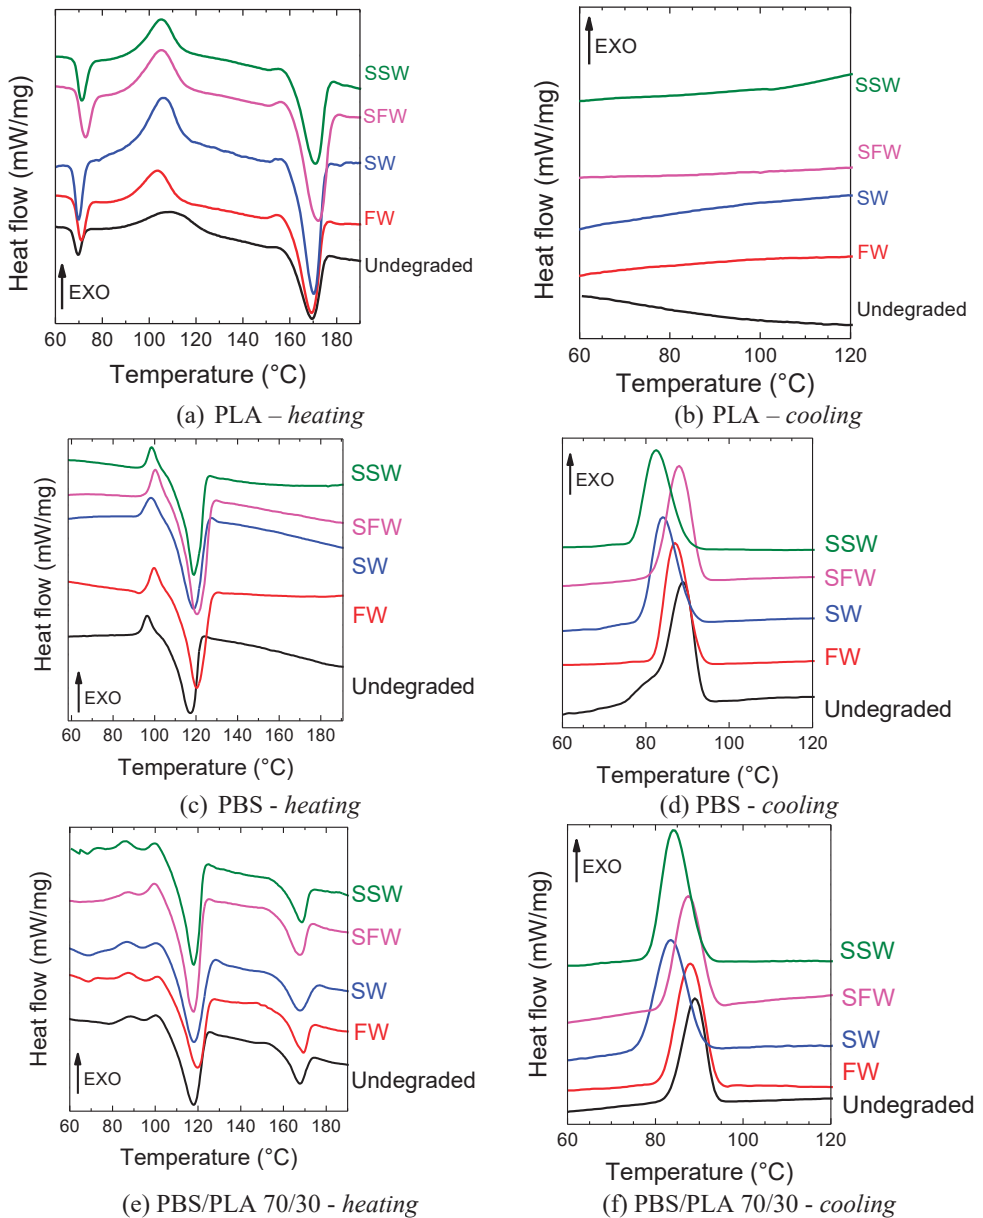 Heat flow (mW/mg)
EXO
SSW
SFW
SW
FW
Undegraded
60 80 100 120 140 160 180
Temperature (°C)
(a) PLA – heating
Heat flow (mW/mg)
EXO
SSW
SFW
SW
FW
Undegraded
60 80 100 120
Temperature (°C)
(b) PLA – cooling
Heat flow (mW/mg)
EXO
SSW
SFW
SW
FW
Undegraded
60 80 100 120 140 160 180
Temperature (°C)
(c) PBS - heating
Heat flow (mW/mg)
EXO
SSW
SFW
SW
FW
Undegraded
60 80 100 120
Temperature (°C)
(d) PBS - cooling
Heat flow (mW/mg)
EXO
SSW
SFW
SW
FW
Undegraded
60 80 100 120 140 160 180
Temperature (°C)
(e) PBS/PLA 70/30 - heating
Heat flow (mW/mg)
EXO
SSW
SFW
SW
FW
Undegraded
60 80 100 120
Temperature (°C)
(f) PBS/PLA 70/30 - cooling